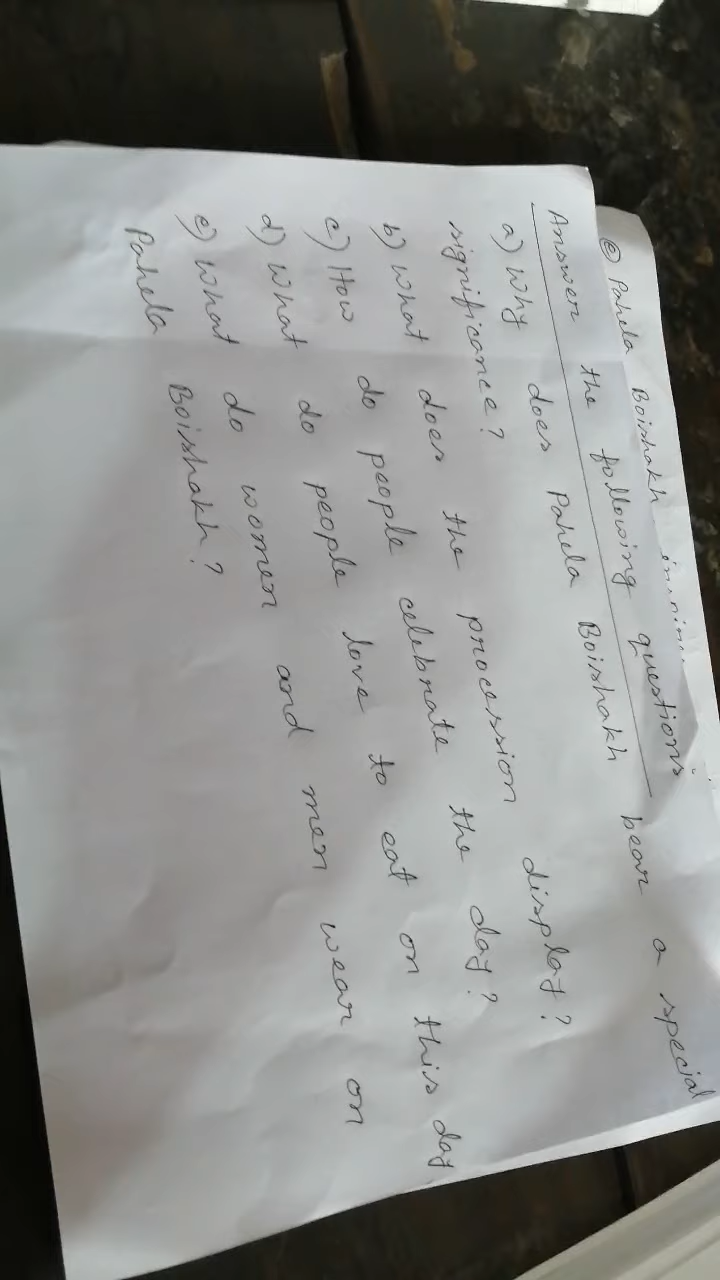 e) Pahela Boishakh
Answer the following questions
a) Why does Pahela Boishakh bear a special
significance?
b) What does the procession display?
c) How do people celebrate the day?
d) What do people love to eat on this day
e) What do women and men wear on
Pahela Boishakh?